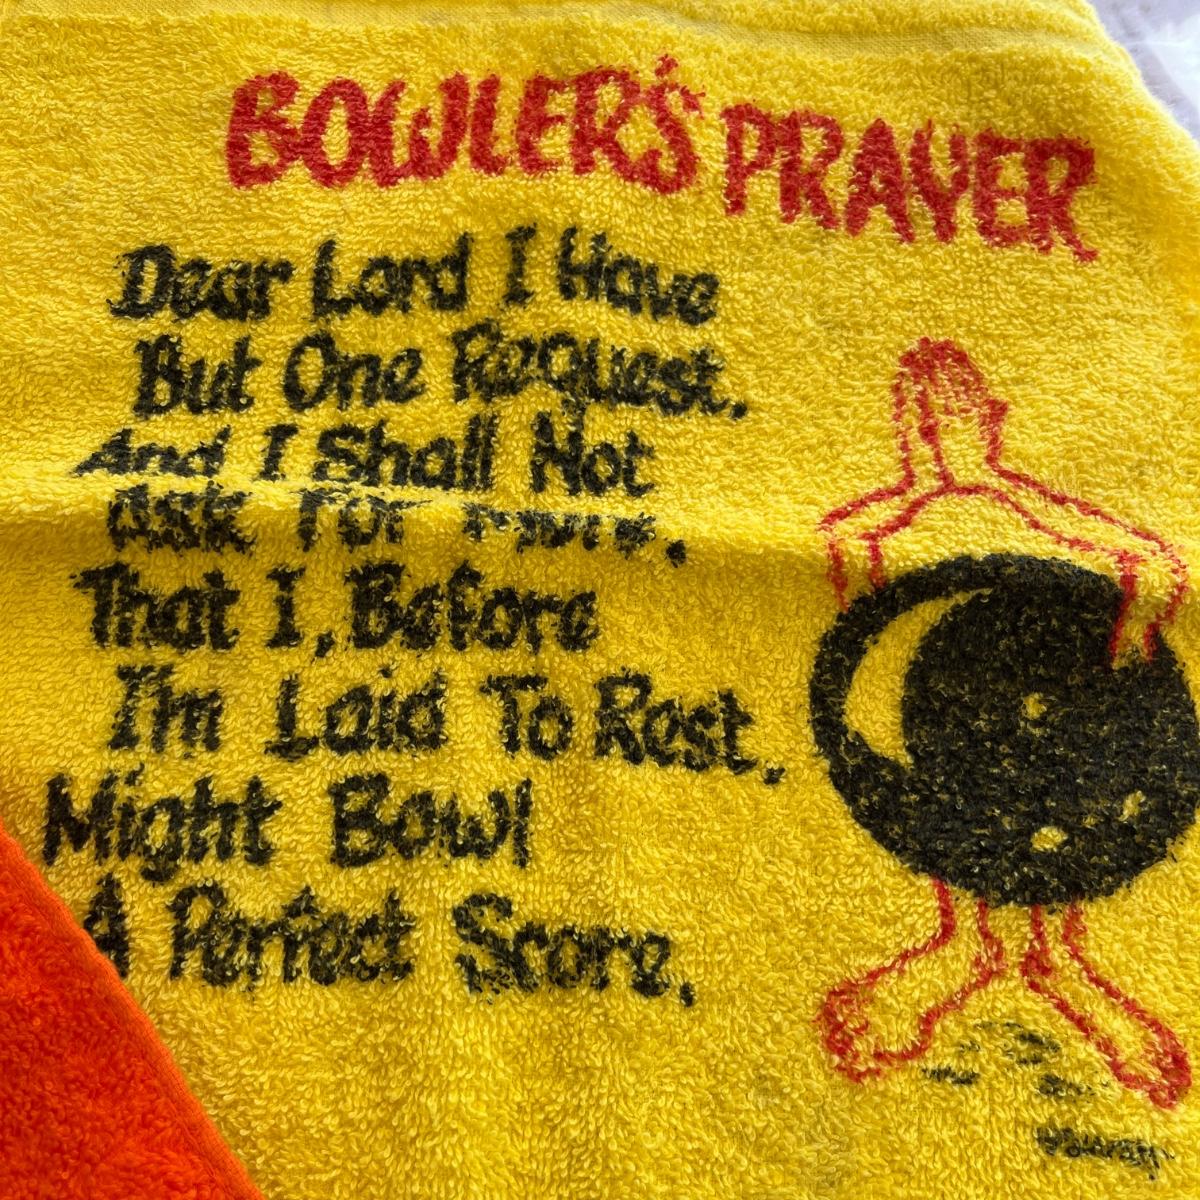 BOWLER'S PRAYER
Dear Lord I Have
But One Request,
And I Shall Not
Ask For More,
That I, Before
I'm Laid To Rest,
Might Bowl
A Perfect Score.